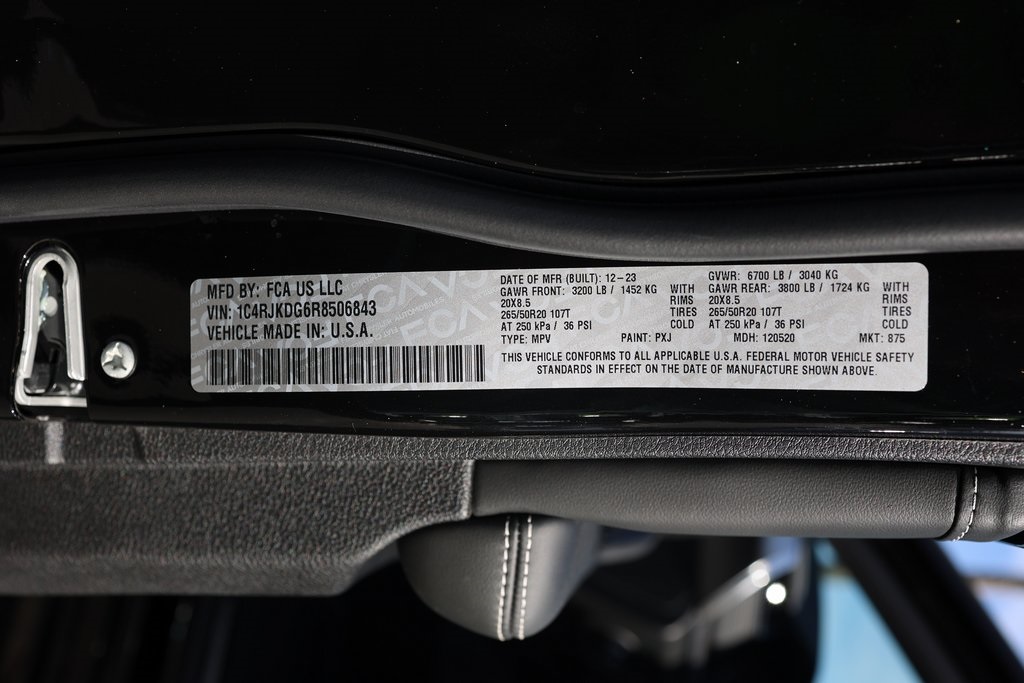 MFD BY: FCA US LLC
VIN: 1C4RJKDG6R8506843
VEHICLE MADE IN: U.S.A.
DATE OF MFR (BUILT): 12-23 GVWR: 6700 LB / 3040 KG
GAWR FRONT: 3200 LB / 1452 KG WITH GAWR REAR: 3800 LB / 1724 KG WITH
20X8.5 RIMS 20X8.5 RIMS
265/50R20 107T TIRES 265/50R20 107T TIRES
AT 250 kPa / 36 PSI COLD AT 250 kPa / 36 PSI COLD
TYPE: MPV PAINT: PXJ MDH: 120520 MKT: 875
THIS VEHICLE CONFORMS TO ALL APPLICABLE U.S.A. FEDERAL MOTOR VEHICLE SAFETY
STANDARDS IN EFFECT ON THE DATE OF MANUFACTURE SHOWN ABOVE.